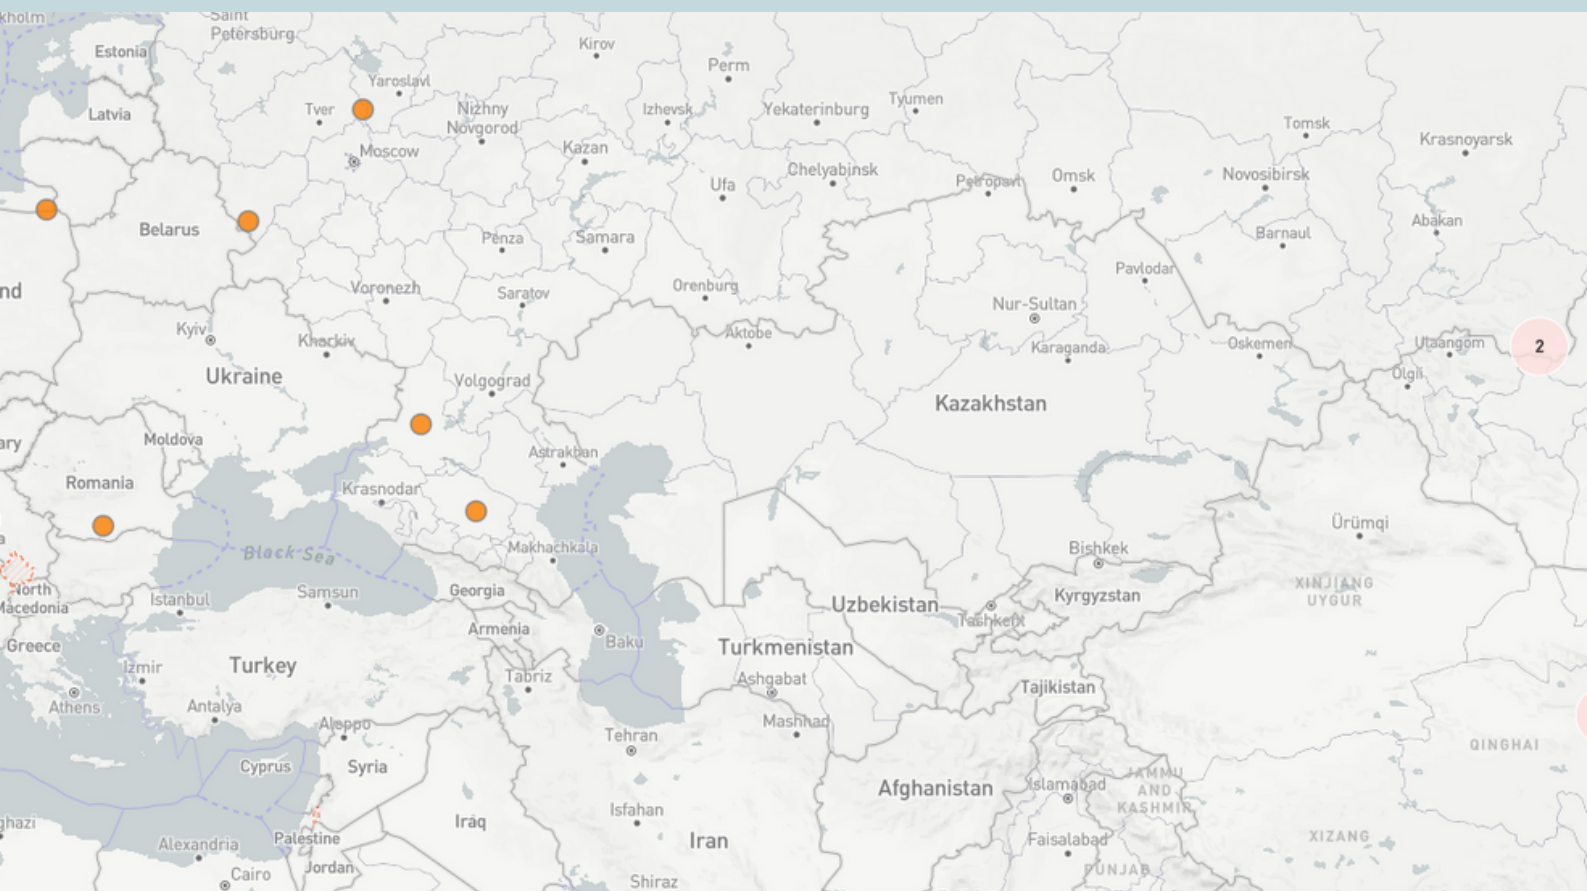 kholm
Saint
Petersburg
Estonia
Kirov
Perm
Yaroslavl
Tver
Nizhny
Novgorod
Izhevsk
Yekaterinburg
Tyumen
Latvia
Tomsk
Krasnoyarsk
Moscow
Kazan
Chelyabinsk
Ufa
Petropavl
Omsk
Novosibirsk
Abakan
Belarus
Penza
Samara
Barnaul
Pavlodar
nd
Voronezh
Saratov
Orenburg
Nur-Sultan
Kyiv
Kharkiv
Aktobe
Karaganda
Oskemen
Ulaangom
2
Ukraine
Volgograd
Ölgii
Kazakhstan
ary
Moldova
Astrakhan
Romania
Krasnodar
Ürümqi
a
Black Sea
Makhachkala
Bishkek
North
Macedonia
Istanbul
Samsun
Georgia
Uzbekistan
Kyrgyzstan
XINJIANG
UYGUR
Tashkent
Greece
Armenia
Baku
Turkmenistan
Izmir
Turkey
Tabriz
Ashgabat
Tajikistan
Athens
Antalya
Aleppo
Tehran
Mashhad
QINGHAI
Cyprus
Syria
Afghanistan
Islamabad
JAMMU
AND
KASHMIR
Isfahan
ghazi
Alexandria
Palestine
Iraq
Iran
Faisalabad
XIZANG
Cairo
Jordan
Shiraz
PUNJAB